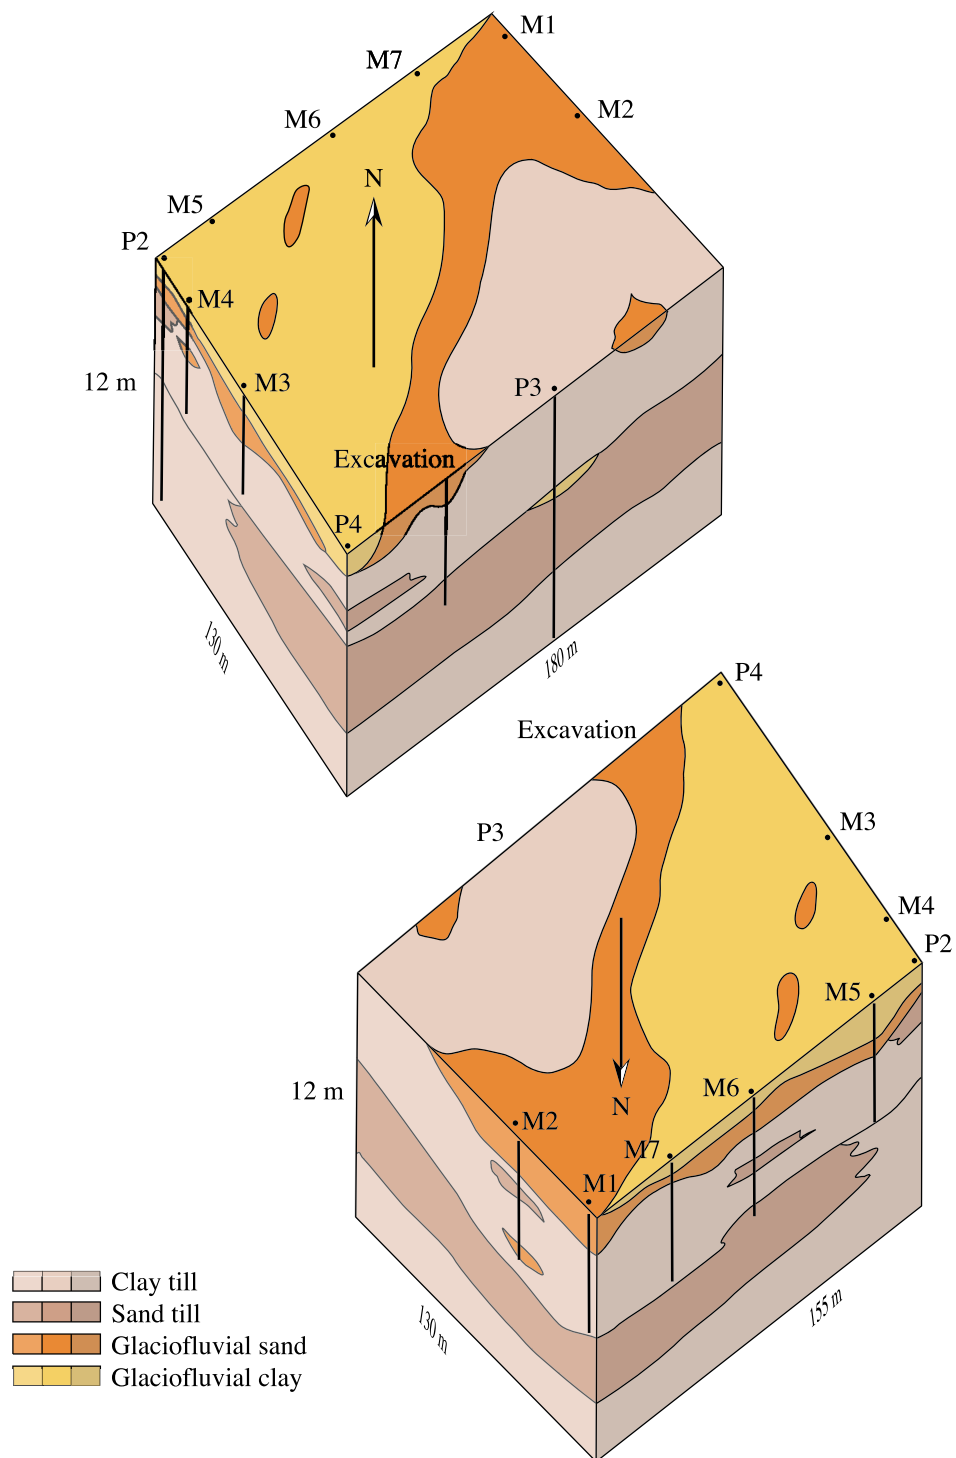 M1
M7
M2
M6
N
M5
P2
M4
M3
12 m
P3
Excavation
P4
130 m
180 m
P4
Excavation
M3
P3
M4
P2
M5
12 m
M6
N
M2
M7
M1
130 m
155 m
Clay till
Sand till
Glaciofluvial sand
Glaciofluvial clay